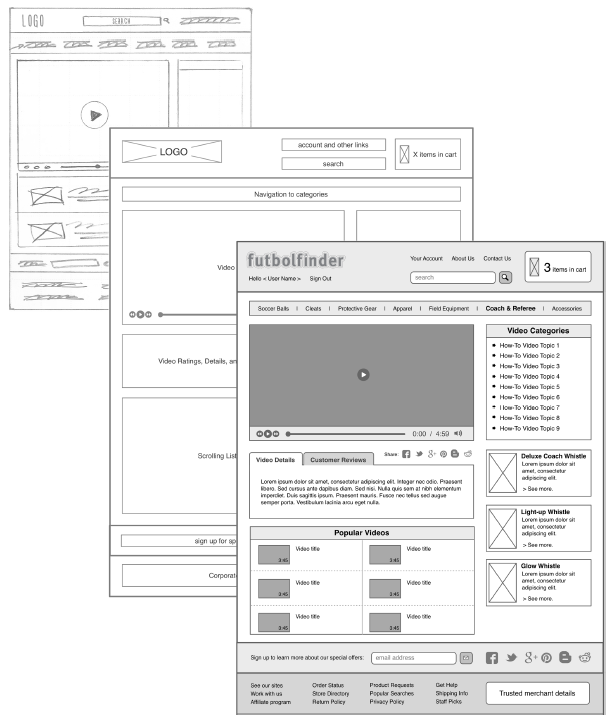 LOGO
SEARCH
LOGO
account and other links
search
X items in cart
Navigation to categories
Video
Video Ratings, Details, an
Scrolling List
sign up for sp
Corporat
futbolfinder
Hello < User Name >
Sign Out
Your Account
About Us
Contact Us
search
3 items in cart
Soccer Balls | Cleats | Protective Gear | Apparel | Field Equipment | Coach & Referee | Accessories
0:00 / 4:59
Share:
Video Details
Customer Reviews
Lorem ipsum dolor sit amet, consectetur adipiscing elit. Integer nec odio. Praesent
libero. Sed cursus ante dapibus diam. Sed nisi. Nulla quis sem at nibh elementum
imperdiet. Duis sagittis ipsum. Praesent mauris. Fusce nec tellus sed augue
semper porta. Vestibulum lacinia arcu eget nulla.
Popular Videos
Video title
3:45
Video title
3:45
Video title
3:45
Video title
3:45
Video title
3:45
Video title
3:45
Video Categories
How-To Video Topic 1
How-To Video Topic 2
How-To Video Topic 3
How-To Video Topic 4
How-To Video Topic 5
How-To Video Topic 6
How-To Video Topic 7
How-To Video Topic 8
How-To Video Topic 9
Deluxe Coach Whistle
Lorem ipsum dolor sit
amet, consectetur
adipiscing elit.
> See more.
Light-up Whistle
Lorem ipsum dolor sit
amet, consectetur
adipiscing elit.
> See more.
Glow Whistle
Lorem ipsum dolor sit
amet, consectetur
adipiscing elit.
> See more.
Sign up to learn more about our special offers:
email address
See our sites
Work with us
Affiliate program
Order Status
Store Directory
Return Policy
Product Requests
Popular Searches
Privacy Policy
Get Help
Shipping Info
Staff Picks
Trusted merchant details